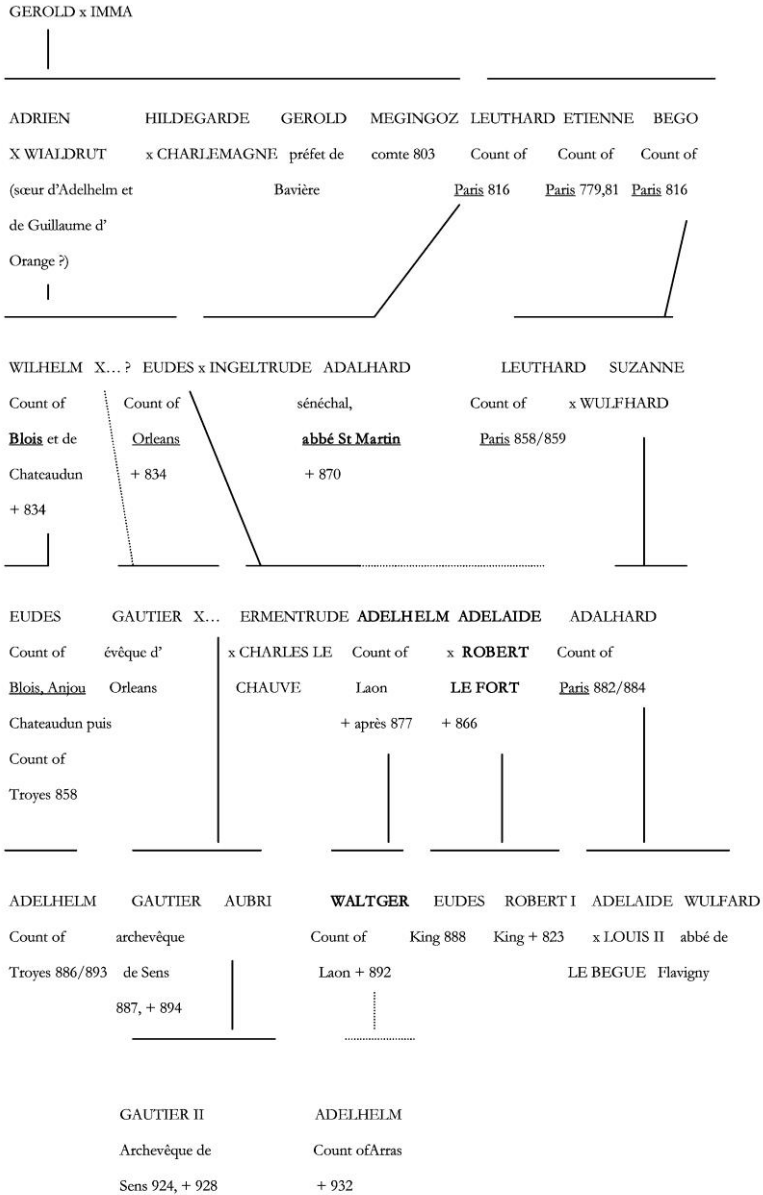 GEROLD x IMMA
ADRIEN HILDEGARDE GEROLD MEGINGOZ LEUTHARD ETIENNE BEGO
X WIALDRUT x CHARLEMAGNE préfet de comte 803 Count of Count of Count of
(sœur d'Adelhelm et Bavière Paris 816 Paris 779,81 Paris 816
de Guillaume d'
Orange ?)
WILHELM X… ? EUDES x INGELTRUDE ADALHARD LEUTHARD SUZANNE
Count of Count of sénéchal, Count of x WULFHARD
Blois et de Orleans abbé St Martin Paris 858/859
Chateaudun + 834 + 870
+ 834
EUDES GAUTIER X… ERMENTRUDE ADELHELM ADELAIDE ADALHARD
Count of évêque d' x CHARLES LE Count of x ROBERT Count of
Blois, Anjou Orleans CHAUVE Laon LE FORT Paris 882/884
Chateaudun puis + après 877 + 866
Count of
Troyes 858
ADELHELM GAUTIER AUBRI WALTGER EUDES ROBERT I ADELAIDE WULFARD
Count of archevêque Count of King 888 King + 823 x LOUIS II abbé de
Troyes 886/893 de Sens Laon + 892 LE BEGUE Flavigny
887, + 894
GAUTIER II ADELHELM
Archevêque de Count ofArras
Sens 924, + 928 + 932